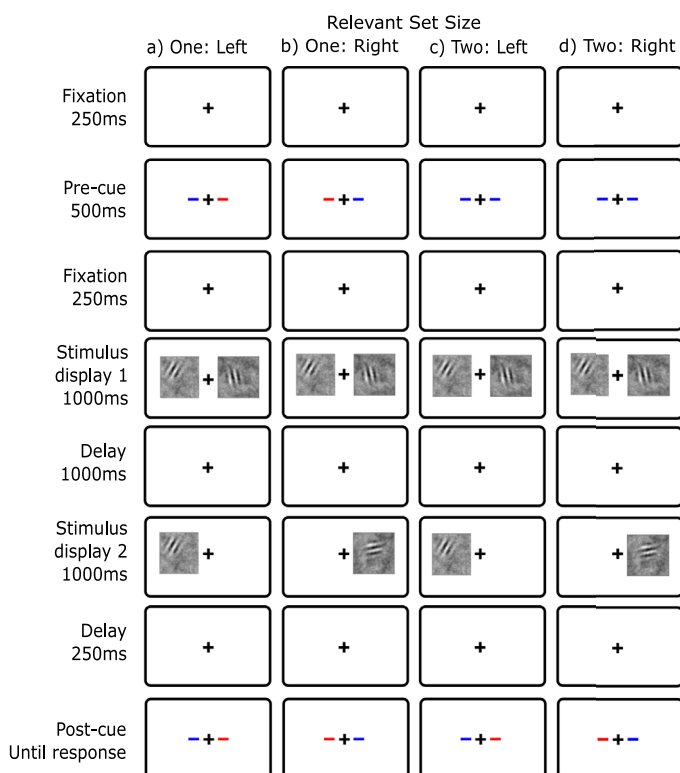 Relevant Set Size
a) One: Left b) One: Right c) Two: Left d) Two: Right
Fixation
250ms
Pre-cue
500ms
Fixation
250ms
Stimulus
display 1
1000ms
Delay
1000ms
Stimulus
display 2
1000ms
Delay
250ms
Post-cue
Until response